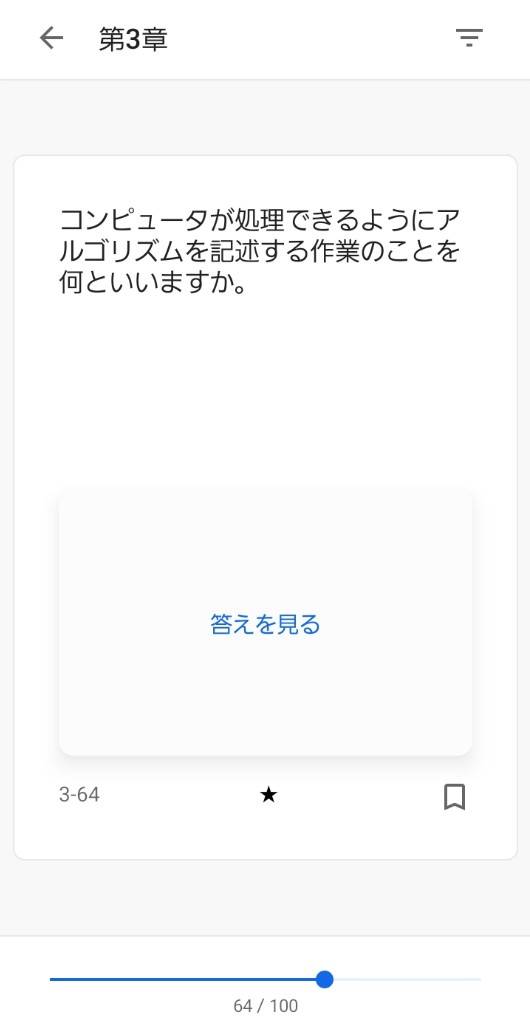 第3章
コンピュータが処理できるようにア
ルゴリズムを記述する作業のことを
何といいますか。
答えを見る
3-64
★
64 / 100